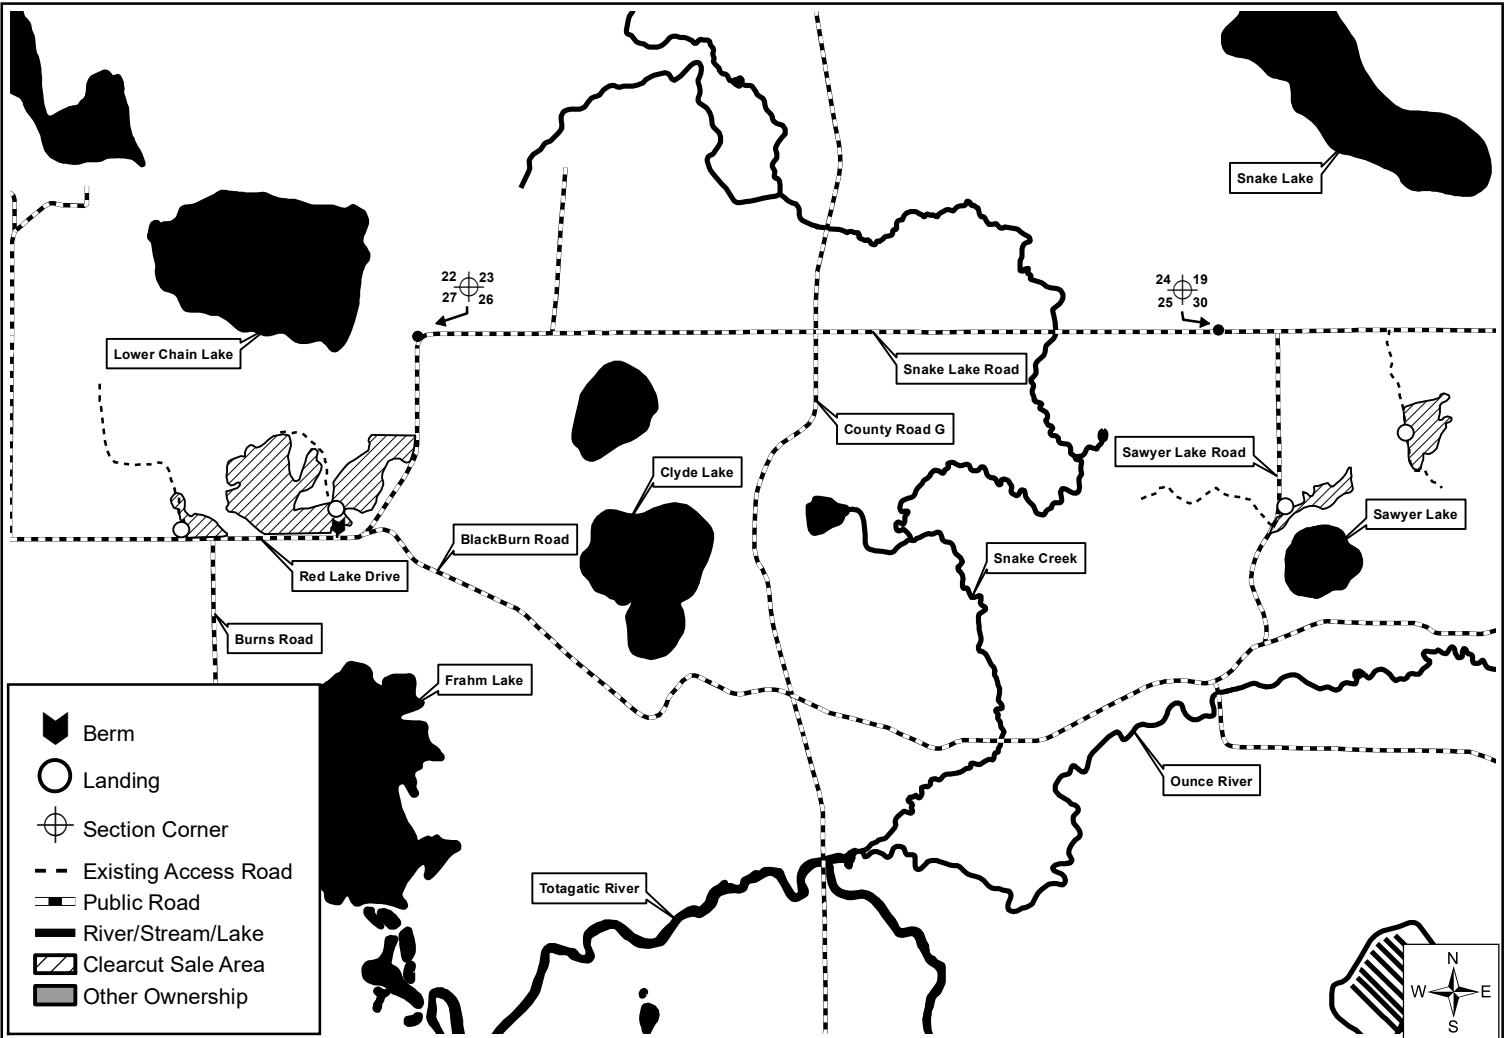 Snake Lake
22 23
27 26
24 19
25 30
Lower Chain Lake
Snake Lake Road
County Road G
Sawyer Lake Road
Clyde Lake
Sawyer Lake
BlackBurn Road
Snake Creek
Red Lake Drive
Burns Road
Frahm Lake
Ounce River
Totagatic River
Berm
Landing
Section Corner
Existing Access Road
Public Road
River/Stream/Lake
Clearcut Sale Area
Other Ownership
N
W E
S